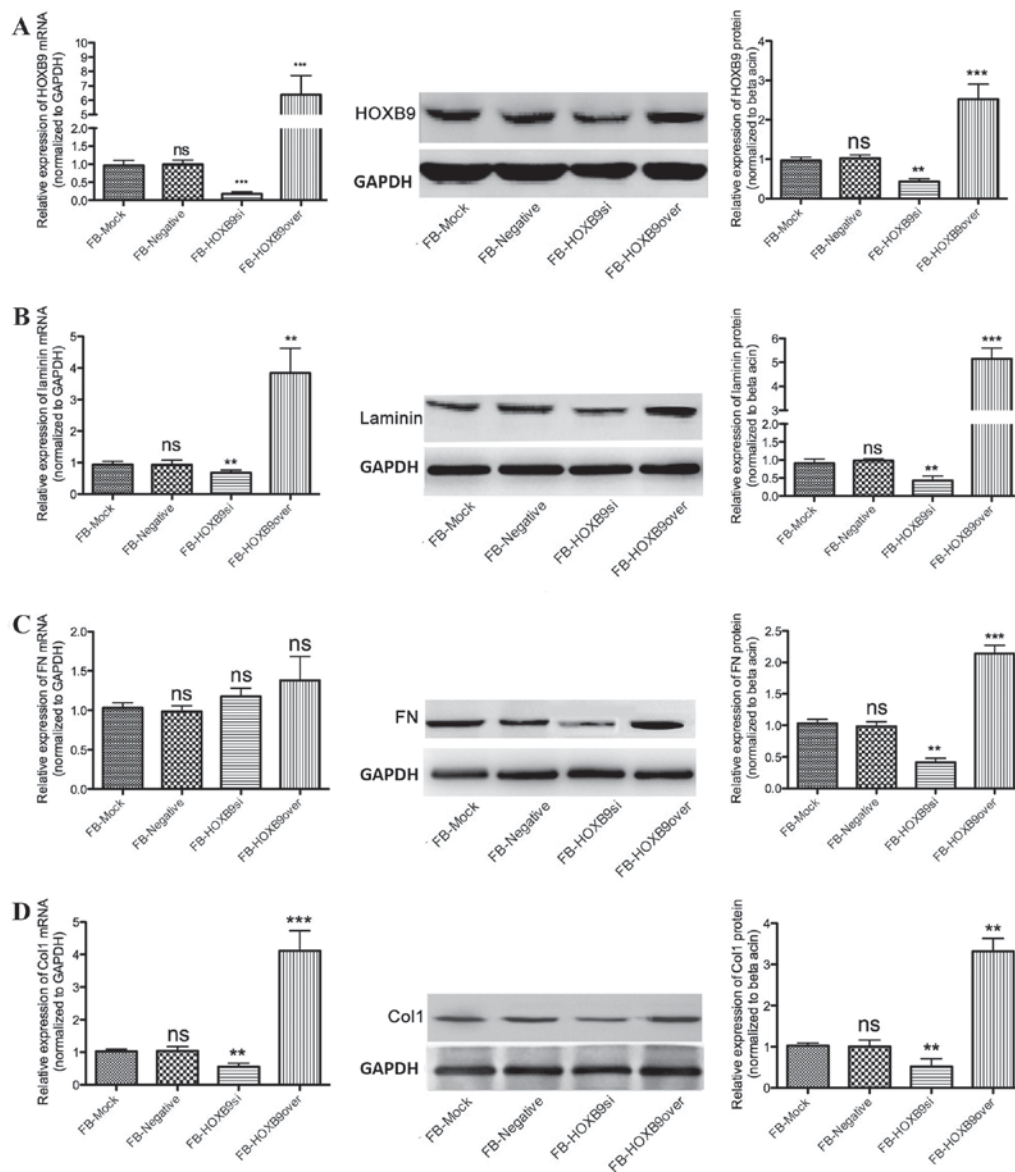 A
Relative expression of HOXB9 mRNA
(normalized to GAPDH)
10
9
8
7
6
5
1.0
0.5
0.0
ns
***
***
FB-Mock
FB-Negative
FB-HOXB9si
FB-HOXB9over
HOXB9
GAPDH
FB-Mock
FB-Negative
FB-HOXB9si
FB-HOXB9over
Relative expression of HOXB9 protein
(normalized to beta acin)
4
3
2
1
0
ns
**
***
FB-Mock
FB-Negative
FB-HOXB9si
FB-HOXB9over
B
Relative expression of laminin mRNA
(normalized to GAPDH)
5
4
3
2
1
0
ns
**
**
FB-Mock
FB-Negative
FB-HOXB9si
FB-HOXB9over
Laminin
GAPDH
FB-Mock
FB-Negative
FB-HOXB9si
FB-HOXB9over
Relative expression of laminin protein
(normalized to beta acin)
6
5
4
3
1.0
0.5
0.0
ns
**
***
FB-Mock
FB-Negative
FB-HOXB9si
FB-HOXB9over
C
Relative expression of FN mRNA
(normalized to GAPDH)
2.0
1.5
1.0
0.5
0.0
ns
ns
ns
FB-Mock
FB-Negative
FB-HOXB9si
FB-HOXB9over
FN
GAPDH
FB-Mock
FB-Negative
FB-HOXB9si
FB-HOXB9over
Relative expression of FN protein
(normalized to beta acin)
2.5
2.0
1.5
1.0
0.5
0.0
ns
**
***
FB-Mock
FB-Negative
FB-HOXB9si
FB-HOXB9over
D
Relative expression of Col1 mRNA
(normalized to GAPDH)
5
4
3
2
1
0
ns
**
***
FB-Mock
FB-Negative
FB-HOXB9si
FB-HOXB9over
Col1
GAPDH
FB-Mock
FB-Negative
FB-HOXB9si
FB-HOXB9over
Relative expression of Col1 protein
(normalized to beta acin)
4
3
2
1
0
ns
**
**
FB-Mock
FB-Negative
FB-HOXB9si
FB-HOXB9over